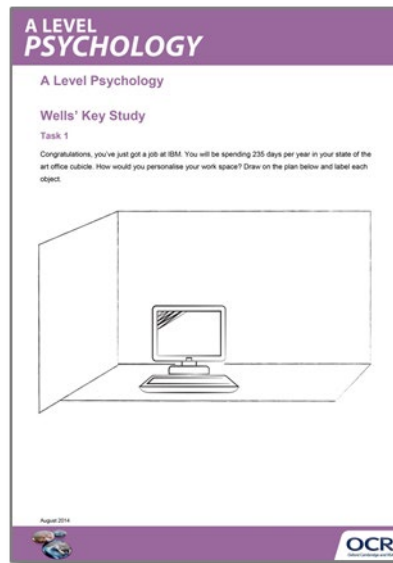 A LEVEL
PSYCHOLOGY
A Level Psychology
Wells' Key Study
Task 1
Congratulations, you've just got a job at IBM. You will be spending 235 days per year in your state of the
art office cubicle. How would you personalise your work space? Draw on the plan below and label each
object.
August 2014
OCR